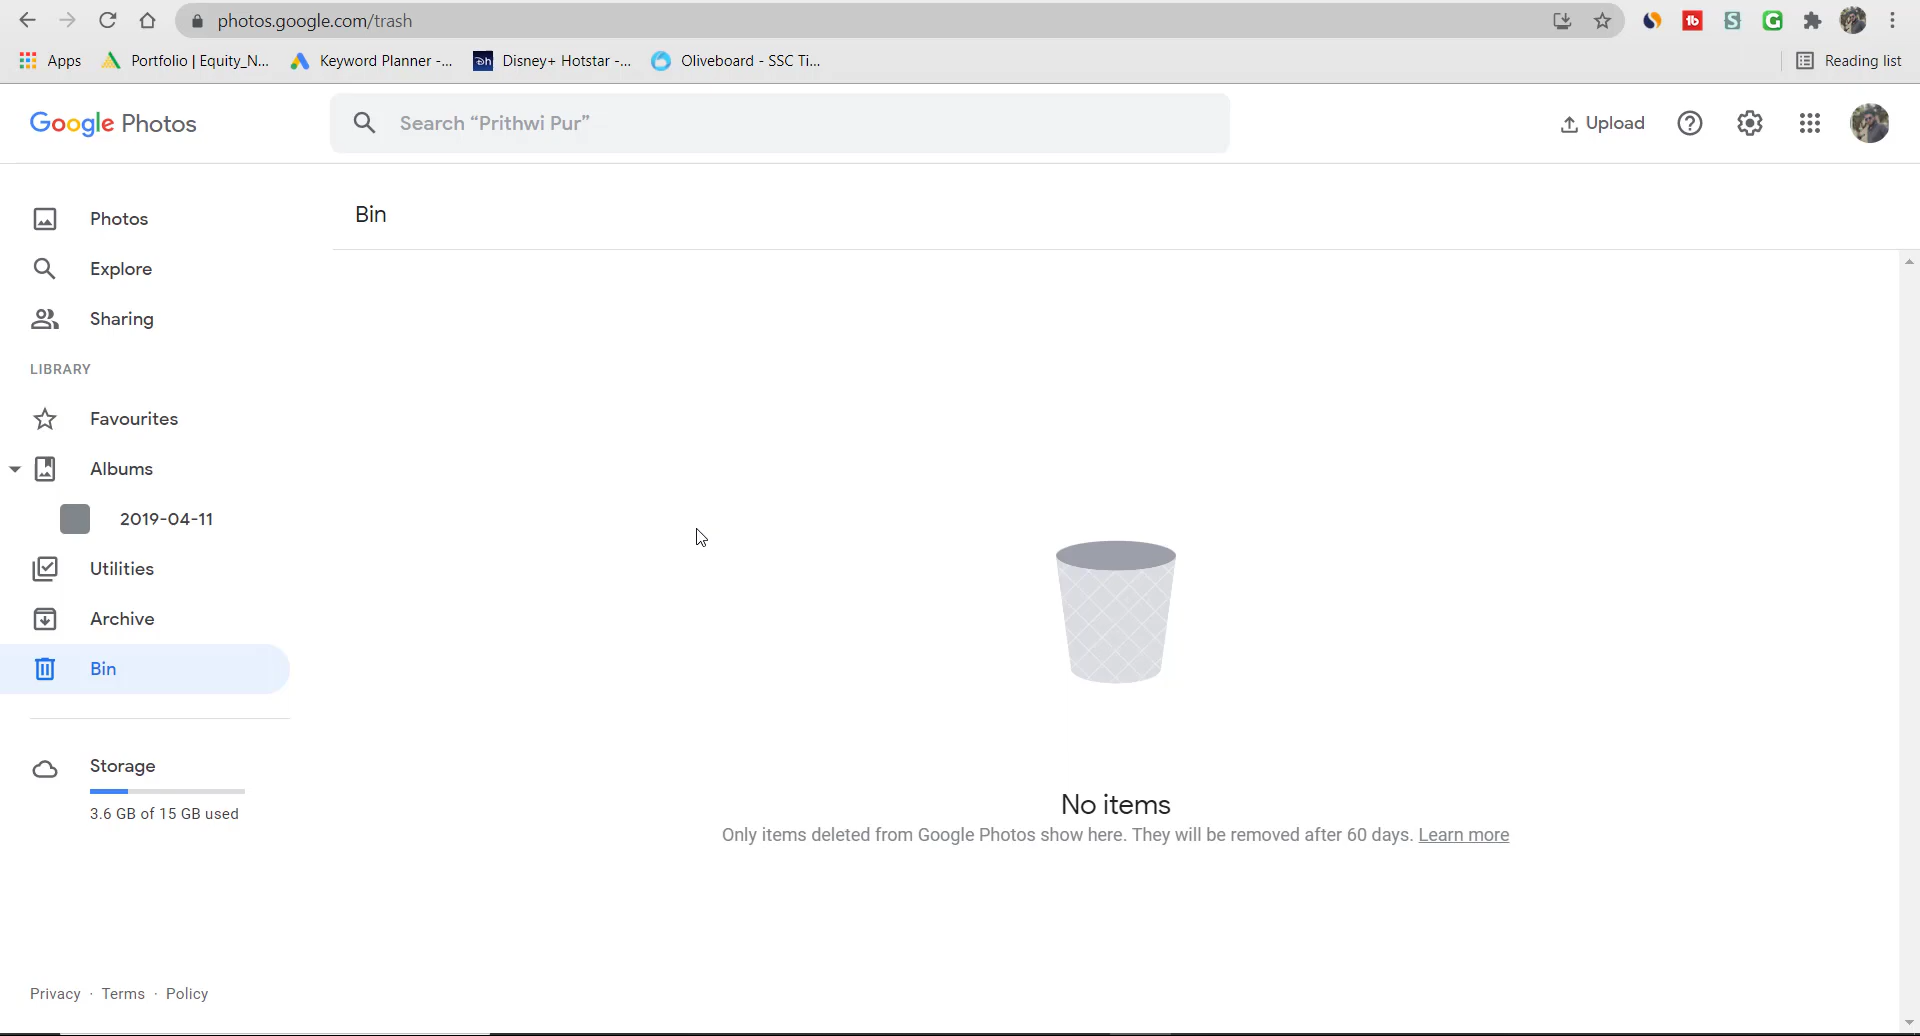 photos.google.com/trash
Apps
Portfolio | Equity_N...
Keyword Planner -...
Disney+ Hotstar -...
Oliveboard - SSC Ti...
Reading list
Google Photos
Search “Prithwi Pur”
Upload
Photos
Bin
Explore
Sharing
LIBRARY
Favourites
Albums
2019-04-11
Utilities
Archive
Bin
Storage
3.6 GB of 15 GB used
No items
Only items deleted from Google Photos show here. They will be removed after 60 days. Learn more
Privacy · Terms · Policy